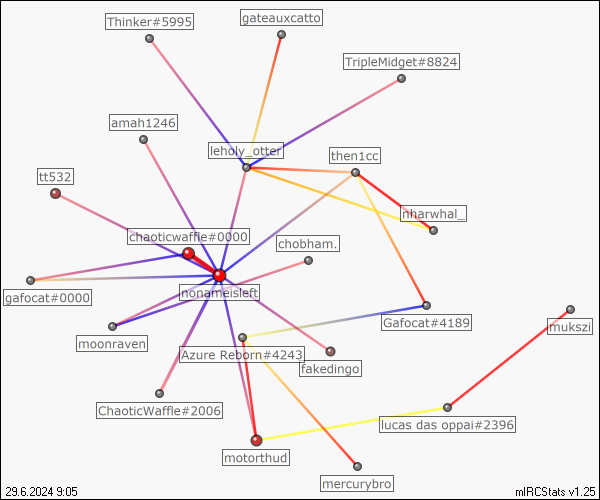 Thinker#5995
gateauxcatto
TripleMidget#8824
amah1246
leholy_otter
then1cc
tt532
nharwhal_
chaoticwaffle#0000
chobham.
gafocat#0000
nonameisleft
Gafocat#4189
mukszi
moonraven
Azure Reborn#4243
fakedingo
ChaoticWaffle#2006
lucas das oppai#2396
motorthud
mercurybro
29.6.2024 9:05
mIRCStats v1.25